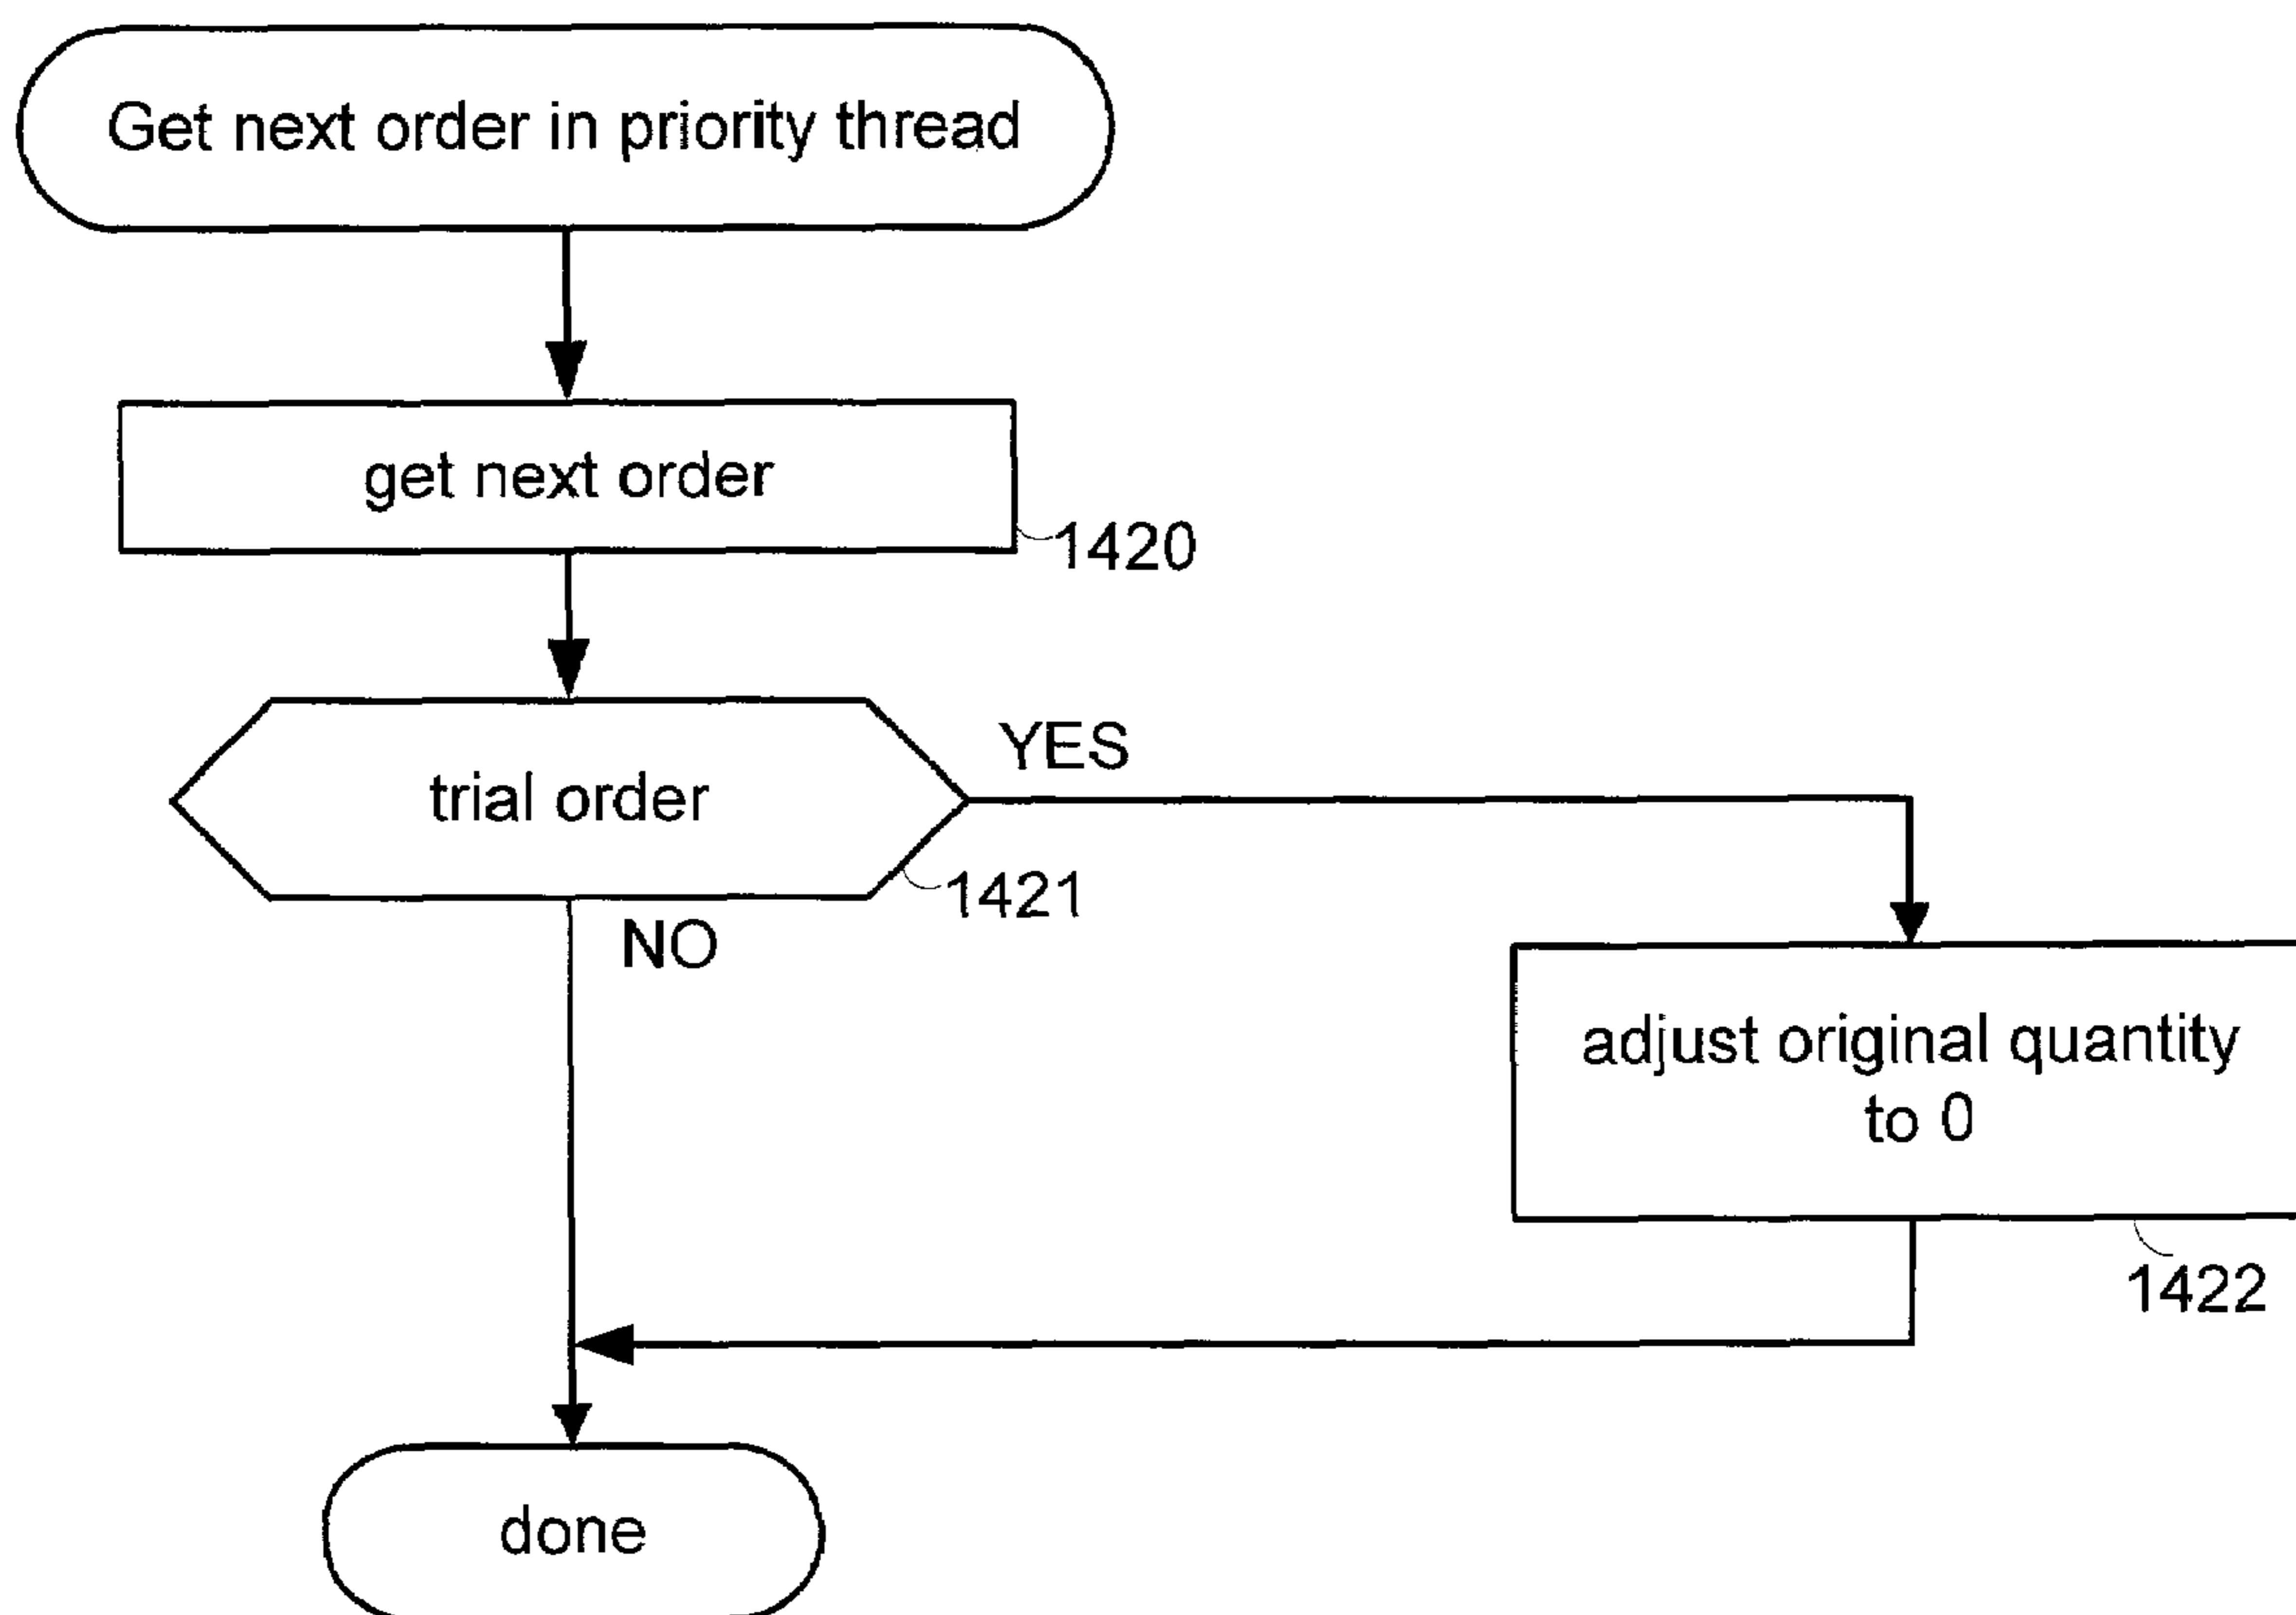 Get next order in priority thread
get next order
1420
trial order
YES
1421
NO
adjust original quantity
to 0
1422
done